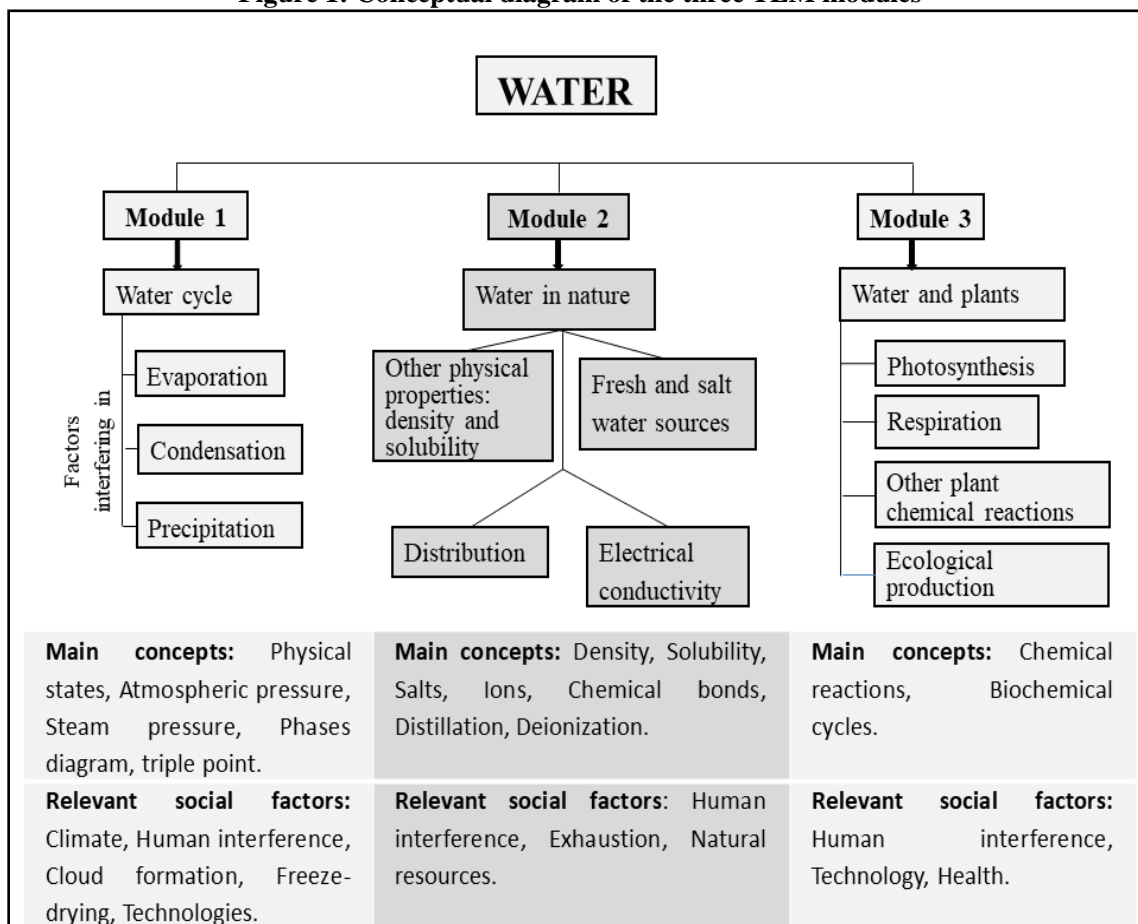 Figure 1: Conceptual diagram of the three TLM modules
WATER
Module 1
Water cycle
Factors
interfering in
Evaporation
Condensation
Precipitation
Module 2
Water in nature
Other physical
properties:
density and
solubility
Fresh and salt
water sources
Distribution
Electrical
conductivity
Module 3
Water and plants
Photosynthesis
Respiration
Other plant
chemical reactions
Ecological
production
Main concepts: Physical
states, Atmospheric pressure,
Steam pressure, Phases
diagram, triple point.
Main concepts: Density, Solubility,
Salts, Ions, Chemical bonds,
Distillation, Deionization.
Main concepts: Chemical
reactions, Biochemical
cycles.
Relevant social factors:
Climate, Human interference,
Cloud formation, Freeze-
drying, Technologies.
Relevant social factors: Human
interference, Exhaustion, Natural
resources.
Relevant social factors:
Human interference,
Technology, Health.